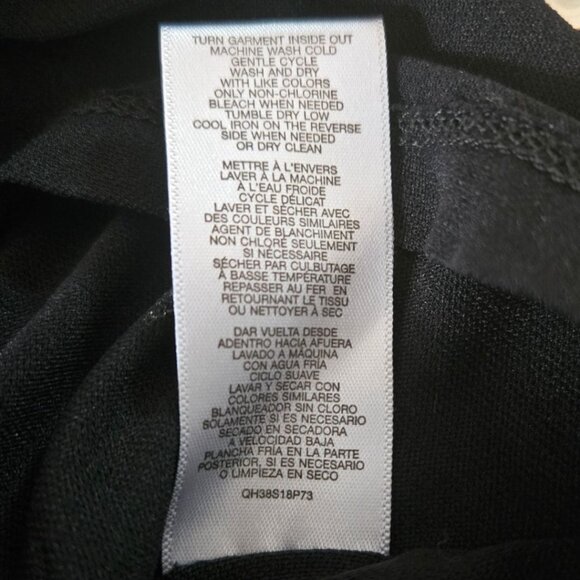 TURN GARMENT INSIDE OUT
MACHINE WASH COLD
GENTLE CYCLE
WASH AND DRY
WITH LIKE COLORS
ONLY NON-CHLORINE
BLEACH WHEN NEEDED
TUMBLE DRY LOW
COOL IRON ON THE REVERSE
SIDE WHEN NEEDED
OR DRY CLEAN
METTRE À L'ENVERS
LAVER À LA MACHINE
À L'EAU FROIDE
CYCLE DÉLICAT
LAVER ET SÉCHER AVEC
DES COULEURS SIMILAIRES
AGENT DE BLANCHIMENT
NON CHLORÉ SEULEMENT
SI NÉCESSAIRE
SÉCHER PAR CULBUTAGE
À BASSE TEMPÉRATURE
REPASSER AU FER EN
RETOURNANT LE TISSU
OU NETTOYER À SEC
DAR VUELTA DESDE
ADENTRO HACIA AFUERA
LAVADO A MÁQUINA
CON AGUA FRÍA
CICLO SUAVE
LAVAR Y SECAR CON
COLORES SIMILARES
BLANQUEADOR SIN CLORO
SOLAMENTE SI ES NECESARIO
SECADO EN SECADORA
A VELOCIDAD BAJA
PLANCHA FRÍA EN LA PARTE
POSTERIOR, SI ES NECESARIO
O LIMPIEZA EN SECO
QH38S18P73